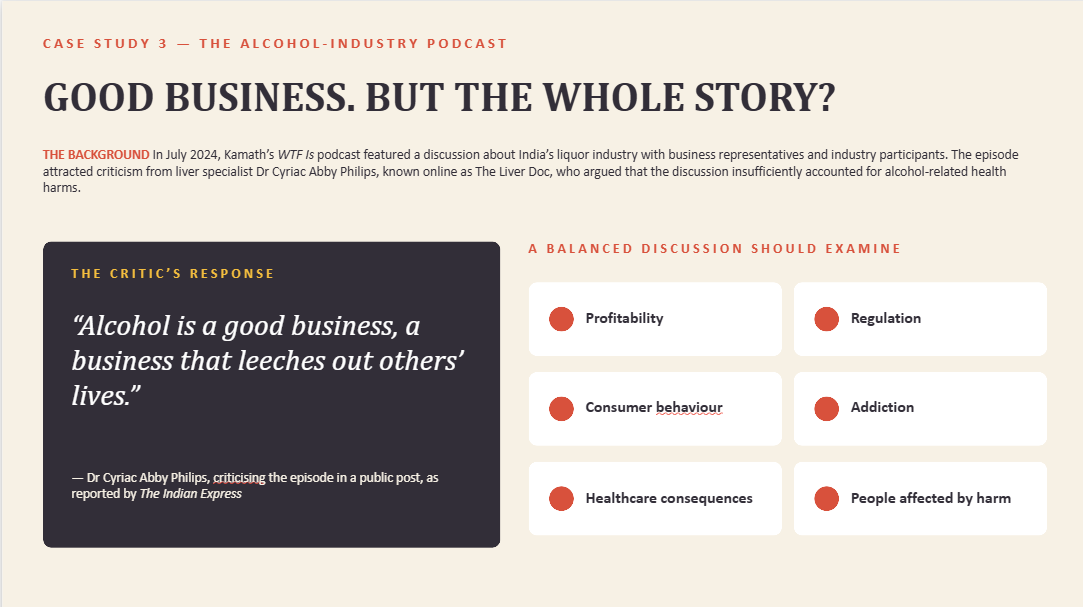 CASE STUDY 3 — THE ALCOHOL-INDUSTRY PODCAST
GOOD BUSINESS. BUT THE WHOLE STORY?
THE BACKGROUND In July 2024, Kamath’s WTF Is podcast featured a discussion about India’s liquor industry with business representatives and industry participants. The episode
attracted criticism from liver specialist Dr Cyriac Abby Philips, known online as The Liver Doc, who argued that the discussion insufficiently accounted for alcohol-related health
harms.
THE CRITIC’S RESPONSE
“Alcohol is a good business, a
business that leeches out others’
lives.”
— Dr Cyriac Abby Philips, criticising the episode in a public post, as
reported by The Indian Express
A BALANCED DISCUSSION SHOULD EXAMINE
Profitability
Regulation
Consumer behaviour
Addiction
Healthcare consequences
People affected by harm